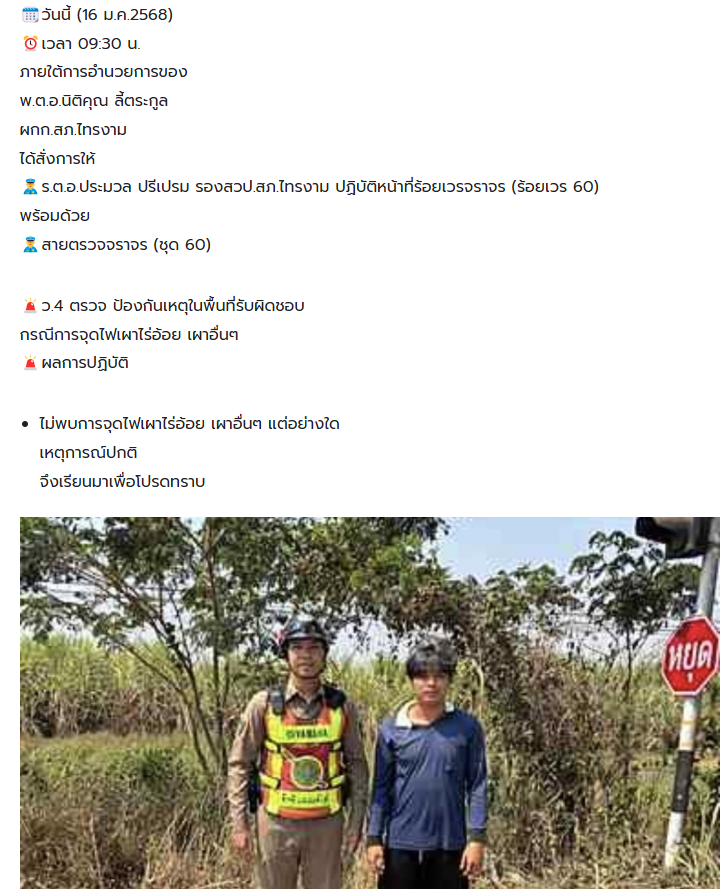 วันนี้ (16 ม.ค.2568)
เวลา 09:30 น.
ภายใต้การอำนวยการของ
พ.ต.อ.นิติคุณ ลี้ตระกูล
ผกก.สภ.ไทรงาม
ได้สั่งการให้
ร.ต.อ.ประมวล ปรีเปรม รองสวป.สภ.ไทรงาม ปฏิบัติหน้าที่ร้อยเวรจราจร (ร้อยเวร 60)
พร้อมด้วย
สายตรวจจราจร (ชุด 60)
ว.4 ตรวจ ป้องกันเหตุในพื้นที่รับผิดชอบ
กรณีการจุดไฟเผาไร่อ้อย เผาอื่นๆ
ผลการปฏิบัติ
ไม่พบการจุดไฟเผาไร่อ้อย เผาอื่นๆ แต่อย่างใด
เหตุการณ์ปกติ
จึงเรียนมาเพื่อโปรดทราบ
หยุด
YAMAHA